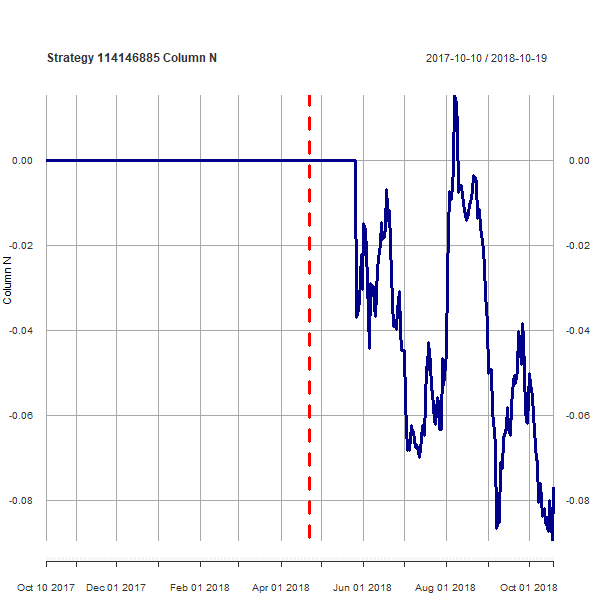 Strategy 114146885 Column N 2017-10-10 / 2018-10-19
0.00 0.00
-0.02 -0.02
Column N
-0.04 -0.04
-0.06 -0.06
-0.08 -0.08
Oct 10 2017 Dec 01 2017 Feb 01 2018 Apr 01 2018 Jun 01 2018 Aug 01 2018 Oct 01 2018